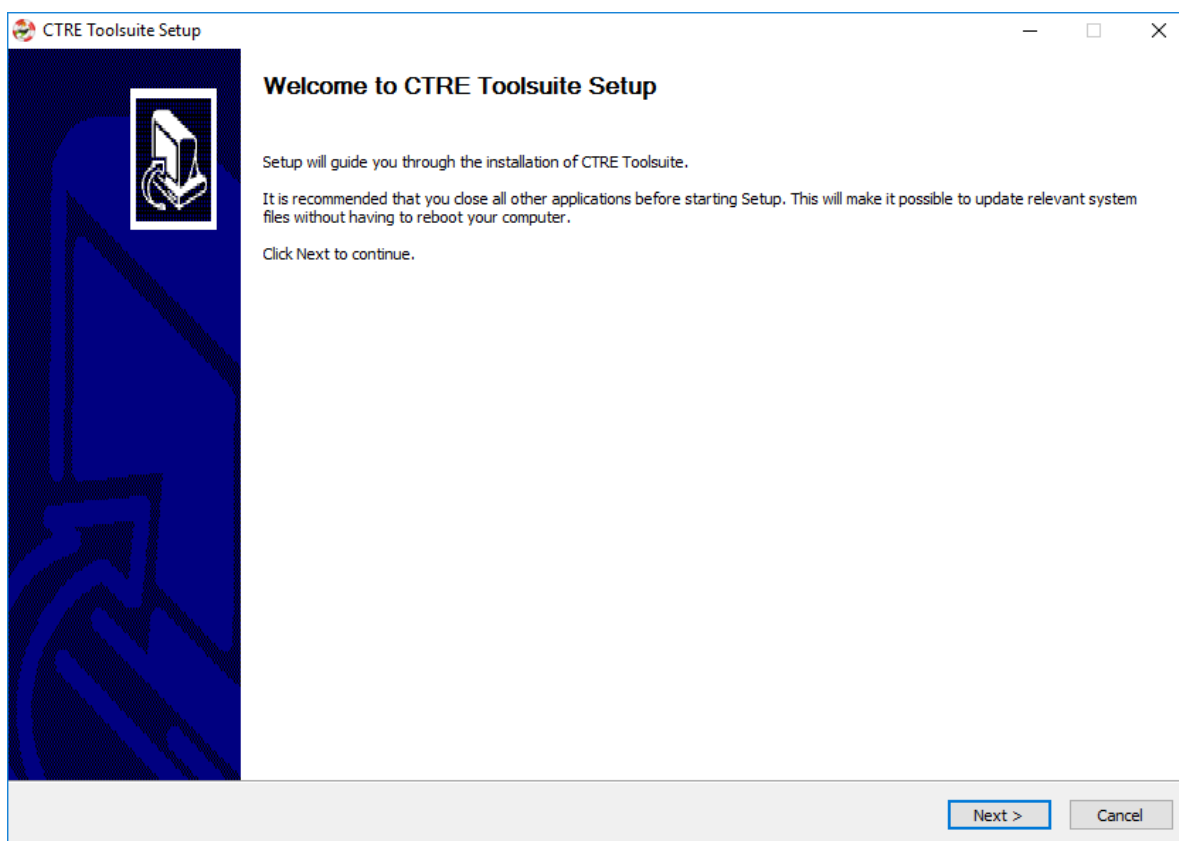 CTRE Toolsuite Setup
Welcome to CTRE Toolsuite Setup
Setup will guide you through the installation of CTRE Toolsuite.
It is recommended that you close all other applications before starting Setup. This will make it possible to update relevant system
files without having to reboot your computer.
Click Next to continue.
Next >
Cancel